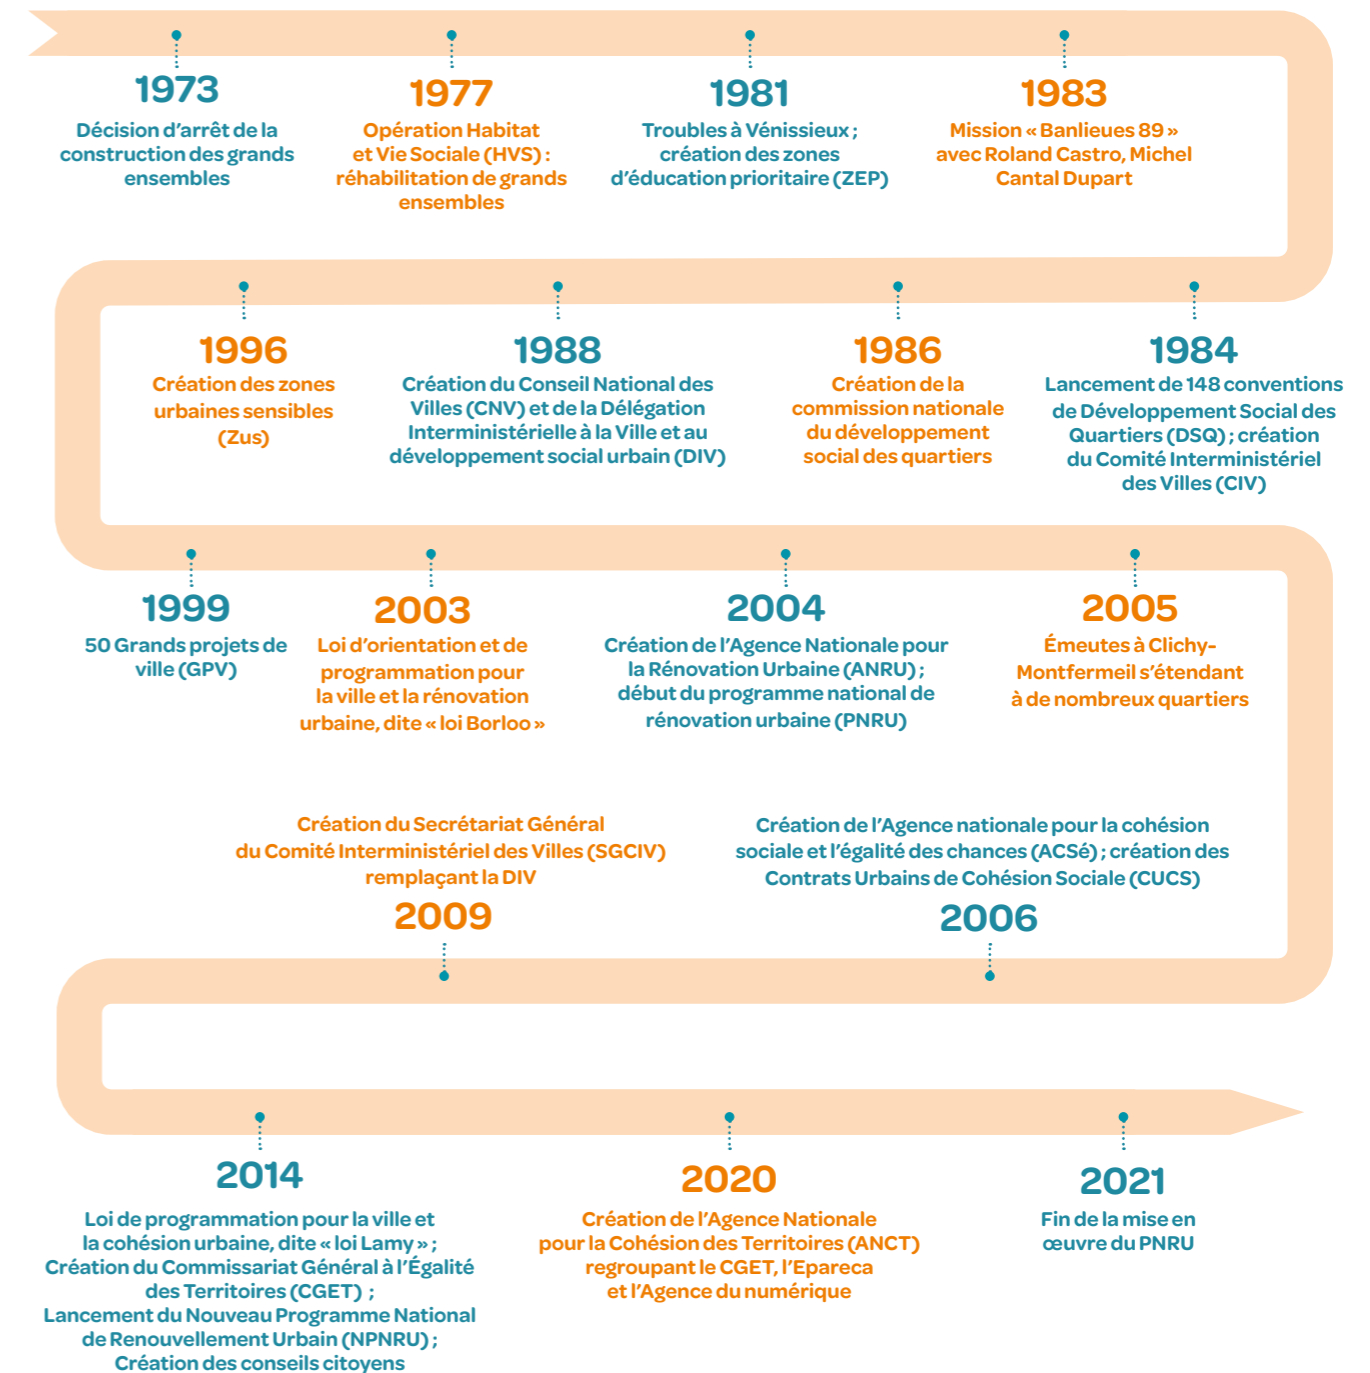 1973
Décision d'arrêt de la
construction des grands
ensembles
1977
Opération Habitat
et Vie Sociale (HVS) :
réhabilitation de grands
ensembles
1981
Troubles à Vénissieux ;
création des zones
d'éducation prioritaire (ZEP)
1983
Mission « Banlieues 89 »
avec Roland Castro, Michel
Cantal Dupart
1984
Lancement de 148 conventions
de Développement Social des
Quartiers (DSQ) ; création
du Comité Interministériel
des Villes (CIV)
1986
Création de la
commission nationale
du développement
social des quartiers
1988
Création du Conseil National des
Villes (CNV) et de la Délégation
Interministérielle à la Ville et au
développement social urbain (DIV)
1996
Création des zones
urbaines sensibles
(Zus)
1999
50 Grands projets de
ville (GPV)
2003
Loi d'orientation et de
programmation pour
la ville et la rénovation
urbaine, dite « loi Borloo »
2004
Création de l'Agence Nationale pour
la Rénovation Urbaine (ANRU) ;
début du programme national de
rénovation urbaine (PNRU)
2005
Émeutes à Clichy-
Montfermeil s'étendant
à de nombreux quartiers
Création de l'Agence nationale pour la cohésion
sociale et l'égalité des chances (ACSé) ; création des
Contrats Urbains de Cohésion Sociale (CUCS)
2006
Création du Secrétariat Général
du Comité Interministériel des Villes (SGCIV)
remplaçant la DIV
2009
2014
Loi de programmation pour la ville et
la cohésion urbaine, dite « loi Lamy » ;
Création du Commissariat Général à l'Égalité
des Territoires (CGET) ;
Lancement du Nouveau Programme National
de Renouvellement Urbain (NPNRU) ;
Création des conseils citoyens
2020
Création de l'Agence Nationale
pour la Cohésion des Territoires (ANCT)
regroupant le CGET, l'Epareca
et l'Agence du numérique
2021
Fin de la mise en
œuvre du PNRU